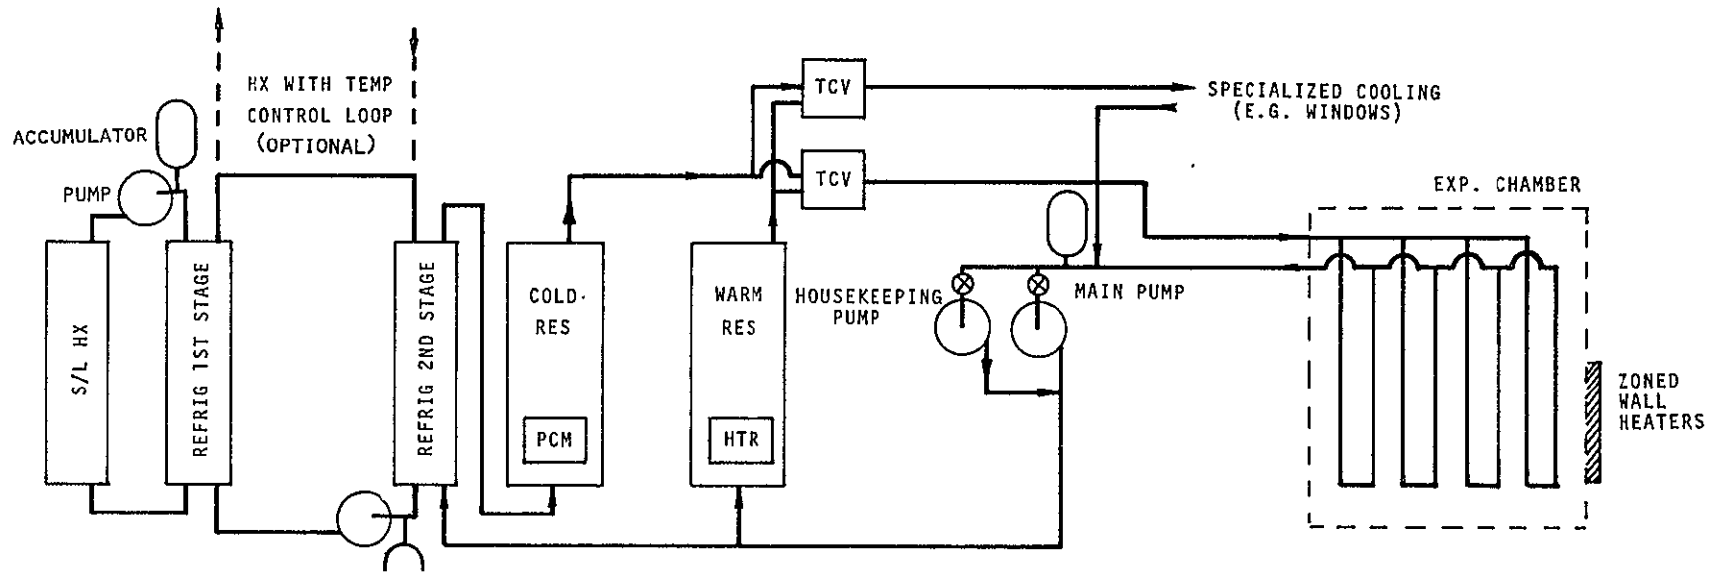 HX WITH TEMP
CONTROL LOOP
(OPTIONAL)
ACCUMULATOR
PUMP
S/L HX
REFRIG 1ST STAGE
REFRIG 2ND STAGE
COLD
RES
PCM
WARM
RES
HTR
TCV
TCV
SPECIALIZED COOLING
(E.G. WINDOWS)
HOUSEKEEPING
PUMP
MAIN PUMP
EXP. CHAMBER
ZONED
WALL
HEATERS